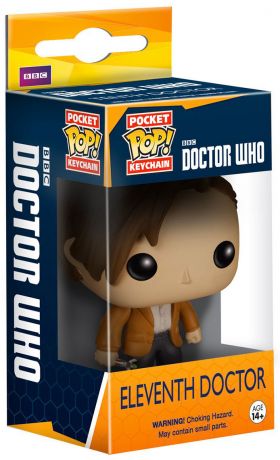 BBC
POCKET
POP!
KEYCHAIN
BBC
DOCTOR WHO
POCKET
POP!
KEYCHAIN
BBC
DOCTOR WHO
ELEVENTH DOCTOR
WARNING! Choking Hazard.
May contain small parts.
AGE
14+